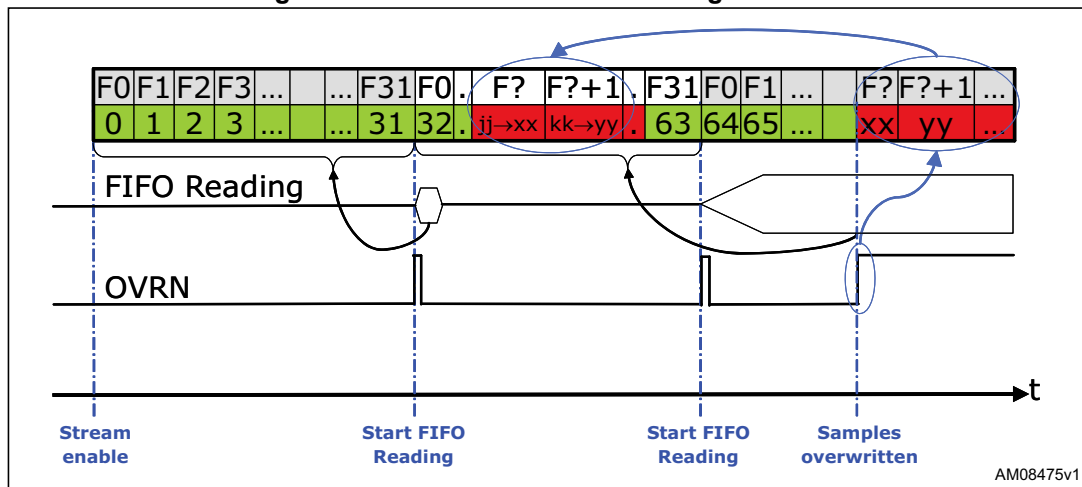 F0 F1 F2 F3 ... ... F31 F0 . F? F?+1 . F31 F0 F1 ... F? F?+1 ...
0 1 2 3 ... ... 31 32 . jj→xx kk→yy . 63 64 65 ... xx yy ...
FIFO Reading
OVRN
t
Stream enable
Start FIFO Reading
Start FIFO Reading
Samples overwritten
AM08475v1